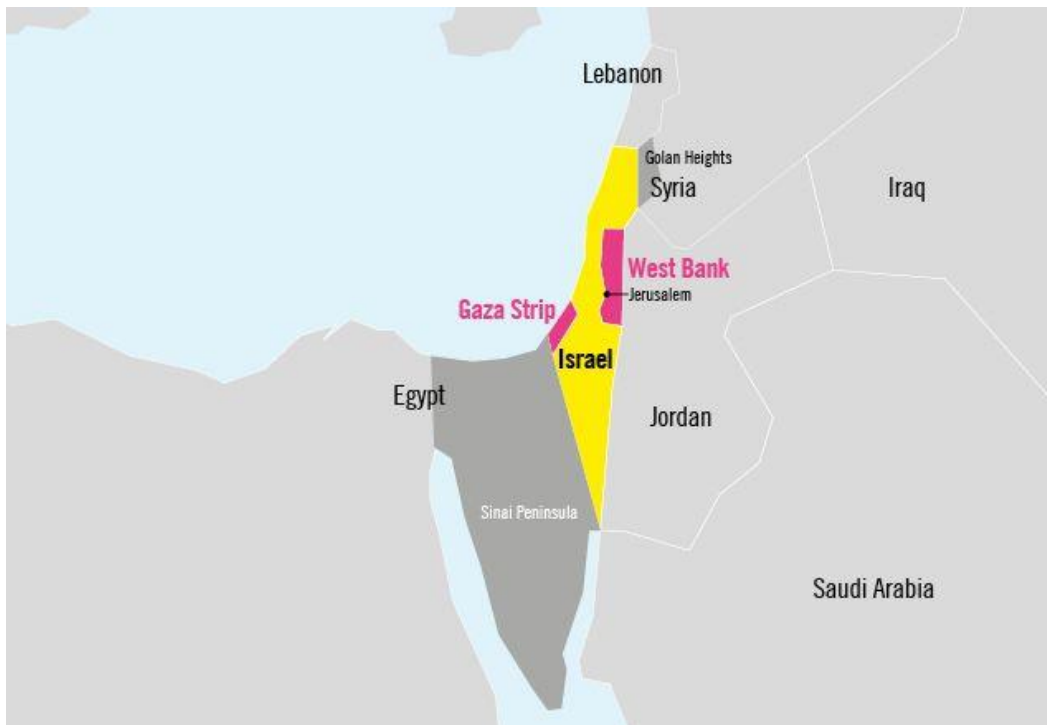 Lebanon
Golan Heights
Syria
Iraq
West Bank
Jerusalem
Gaza Strip
Israel
Egypt
Jordan
Sinai Peninsula
Saudi Arabia